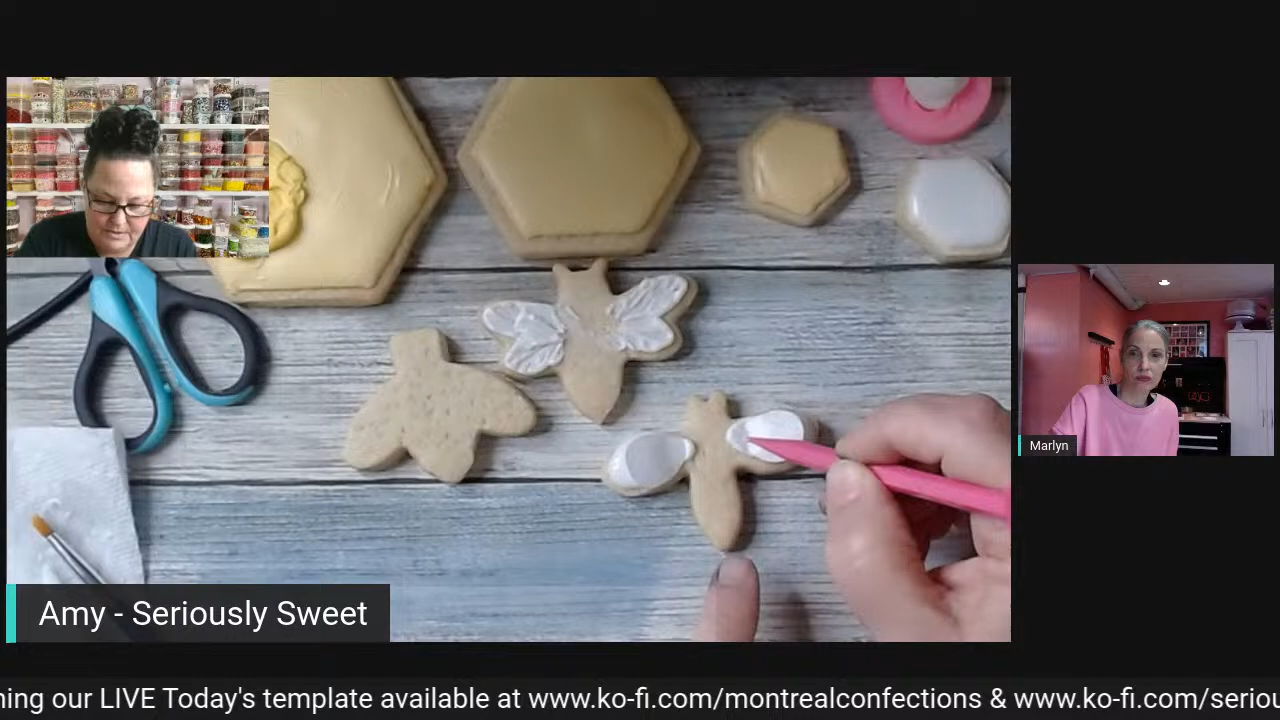 Marlyn
Amy - Seriously Sweet
ning our LIVE Today's template available at www.ko-fi.com/montrealconfections & www.ko-fi.com/seriou